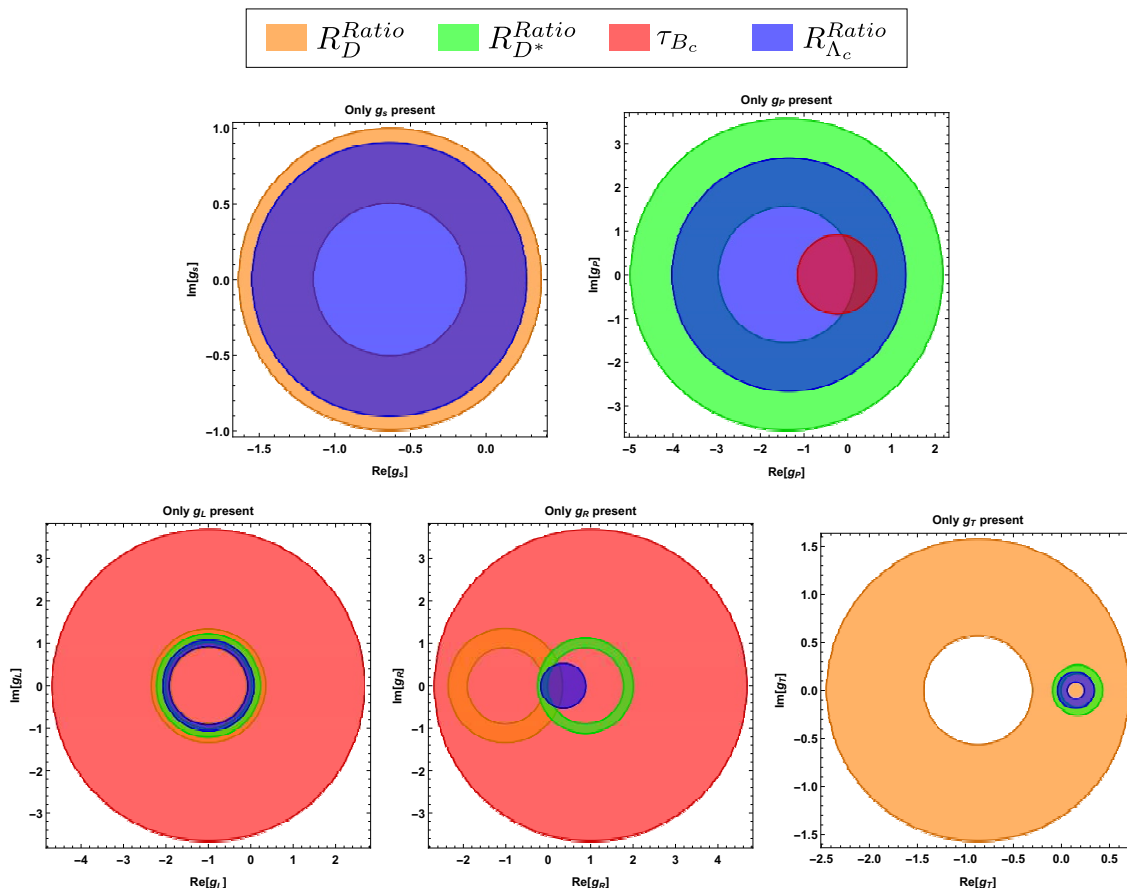 R_D^{Ratio} R_{D*}^{Ratio} τ_{B_c} R_{Λ_c}^{Ratio}
Only g_s present
1.0
0.5
0.0
-0.5
-1.0
Im[g_s]
-1.5 -1.0 -0.5 0.0
Re[g_s]
Only g_P present
3
2
1
0
-1
-2
-3
Im[g_P]
-5 -4 -3 -2 -1 0 1 2
Re[g_P]
Only g_L present
3
2
1
0
-1
-2
-3
Im[g_L]
-4 -3 -2 -1 0 1 2
Re[g_L]
Only g_R present
3
2
1
0
-1
-2
-3
Im[g_R]
-2 -1 0 1 2 3 4
Re[g_R]
Only g_T present
1.5
1.0
0.5
0.0
-0.5
-1.0
-1.5
Im[g_T]
-2.5 -2.0 -1.5 -1.0 -0.5 0.0 0.5
Re[g_T]